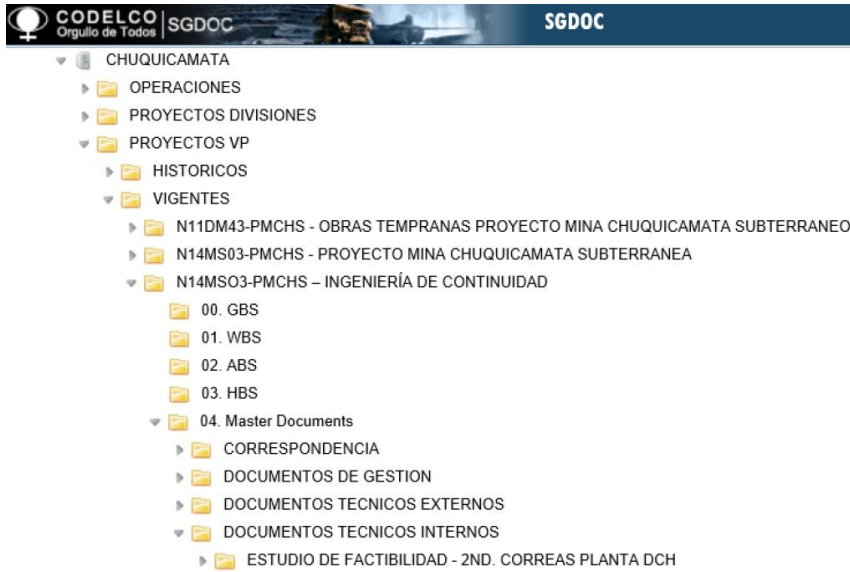 CODELCO
Orgullo de Todos
SGDOC
SGDOC
CHUQUICAMATA
OPERACIONES
PROYECTOS DIVISIONES
PROYECTOS VP
HISTORICOS
VIGENTES
N11DM43-PMCHS - OBRAS TEMPRANAS PROYECTO MINA CHUQUICAMATA SUBTERRANEO
N14MS03-PMCHS - PROYECTO MINA CHUQUICAMATA SUBTERRANEA
N14MSO3-PMCHS – INGENIERÍA DE CONTINUIDAD
00. GBS
01. WBS
02. ABS
03. HBS
04. Master Documents
CORRESPONDENCIA
DOCUMENTOS DE GESTION
DOCUMENTOS TECNICOS EXTERNOS
DOCUMENTOS TECNICOS INTERNOS
ESTUDIO DE FACTIBILIDAD - 2ND. CORREAS PLANTA DCH